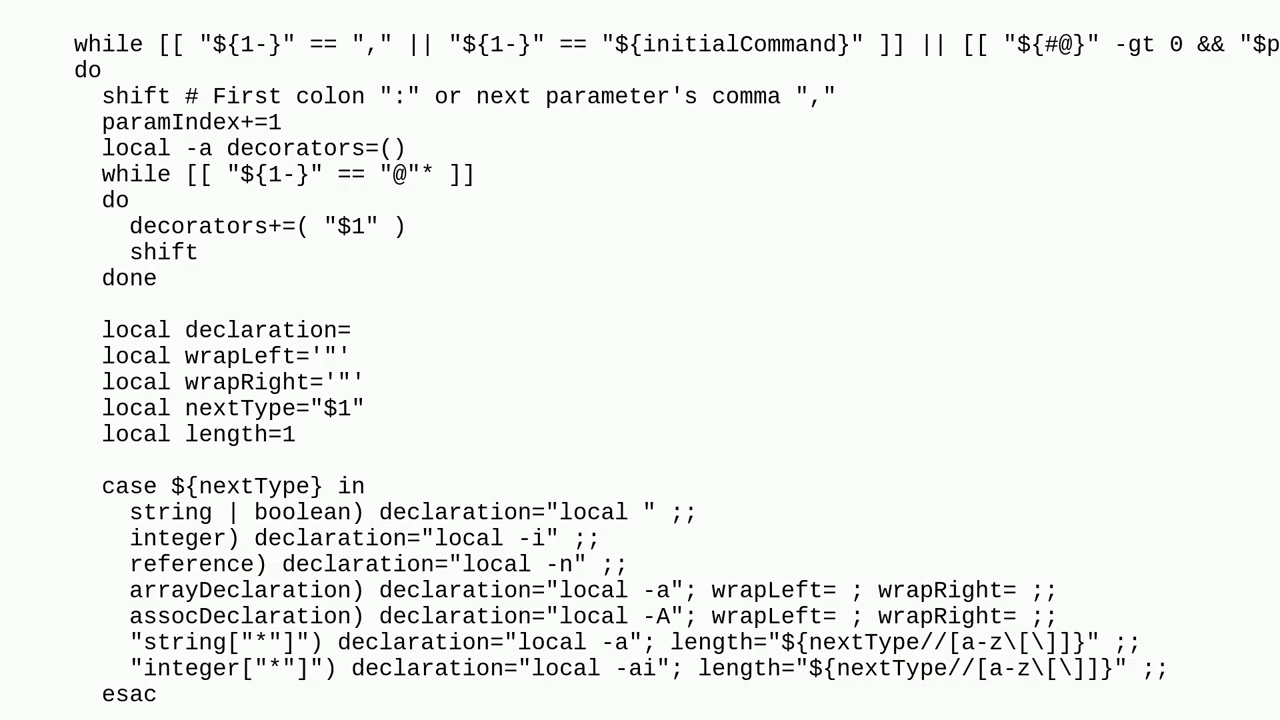 while [[ "${1-}" == "," || "${1-}" == "${initialCommand}" ]] || [[ "${#@}" -gt 0 && "$p
do
  shift # First colon ":" or next parameter's comma ","
  paramIndex+=1
  local -a decorators=()
  while [[ "${1-}" == "@"* ]]
  do
    decorators+=( "$1" )
    shift
  done

  local declaration=
  local wrapLeft='"'
  local wrapRight='"'
  local nextType="$1"
  local length=1

  case ${nextType} in
    string | boolean) declaration="local " ;;
    integer) declaration="local -i" ;;
    reference) declaration="local -n" ;;
    arrayDeclaration) declaration="local -a"; wrapLeft= ; wrapRight= ;;
    assocDeclaration) declaration="local -A"; wrapLeft= ; wrapRight= ;;
    "string["*"]") declaration="local -a"; length="${nextType//[a-z\[\]]}" ;;
    "integer["*"]") declaration="local -ai"; length="${nextType//[a-z\[\]]}" ;;
  esac